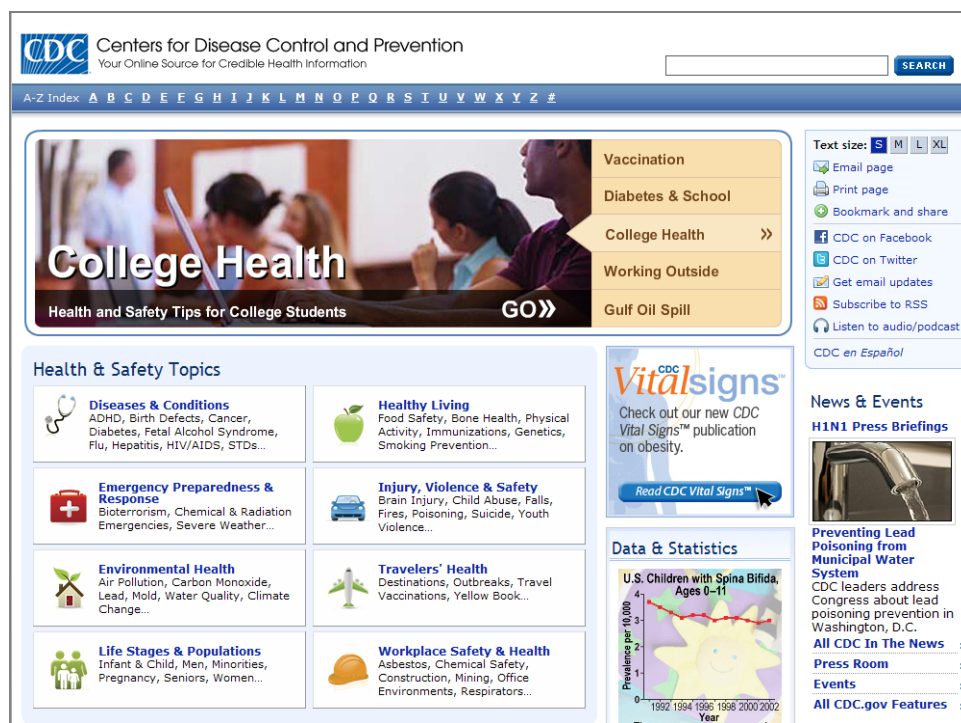 CDC Centers for Disease Control and Prevention
Your Online Source for Credible Health Information
SEARCH
A-Z Index A B C D E F G H I J K L M N O P Q R S T U V W X Y Z #
College Health
Health and Safety Tips for College Students
GO»
Vaccination
Diabetes & School
College Health »
Working Outside
Gulf Oil Spill
Text size: S M L XL
Email page
Print page
Bookmark and share
CDC on Facebook
CDC on Twitter
Get email updates
Subscribe to RSS
Listen to audio/podcast
CDC en Español
Health & Safety Topics
Diseases & Conditions
ADHD, Birth Defects, Cancer,
Diabetes, Fetal Alcohol Syndrome,
Flu, Hepatitis, HIV/AIDS, STDs...
Healthy Living
Food Safety, Bone Health, Physical
Activity, Immunizations, Genetics,
Smoking Prevention...
Emergency Preparedness &
Response
Bioterrorism, Chemical & Radiation
Emergencies, Severe Weather...
Injury, Violence & Safety
Brain Injury, Child Abuse, Falls,
Fires, Poisoning, Suicide, Youth
Violence...
Environmental Health
Air Pollution, Carbon Monoxide,
Lead, Mold, Water Quality, Climate
Change...
Travelers' Health
Destinations, Outbreaks, Travel
Vaccinations, Yellow Book...
Life Stages & Populations
Infant & Child, Men, Minorities,
Pregnancy, Seniors, Women...
Workplace Safety & Health
Asbestos, Chemical Safety,
Construction, Mining, Office
Environments, Respirators...
CDC
Vitalsigns™
Check out our new CDC
Vital Signs™ publication
on obesity.
Read CDC Vital Signs™
Data & Statistics
U.S. Children with Spina Bifida,
Ages 0–11
Prevalence per 10,000
4
3
2
1
0
1992 1994 1996 1998 2000 2002
Year
News & Events
H1N1 Press Briefings
Preventing Lead
Poisoning from
Municipal Water
System
CDC leaders address
Congress about lead
poisoning prevention in
Washington, D.C.
All CDC In The News
Press Room
Events
All CDC.gov Features